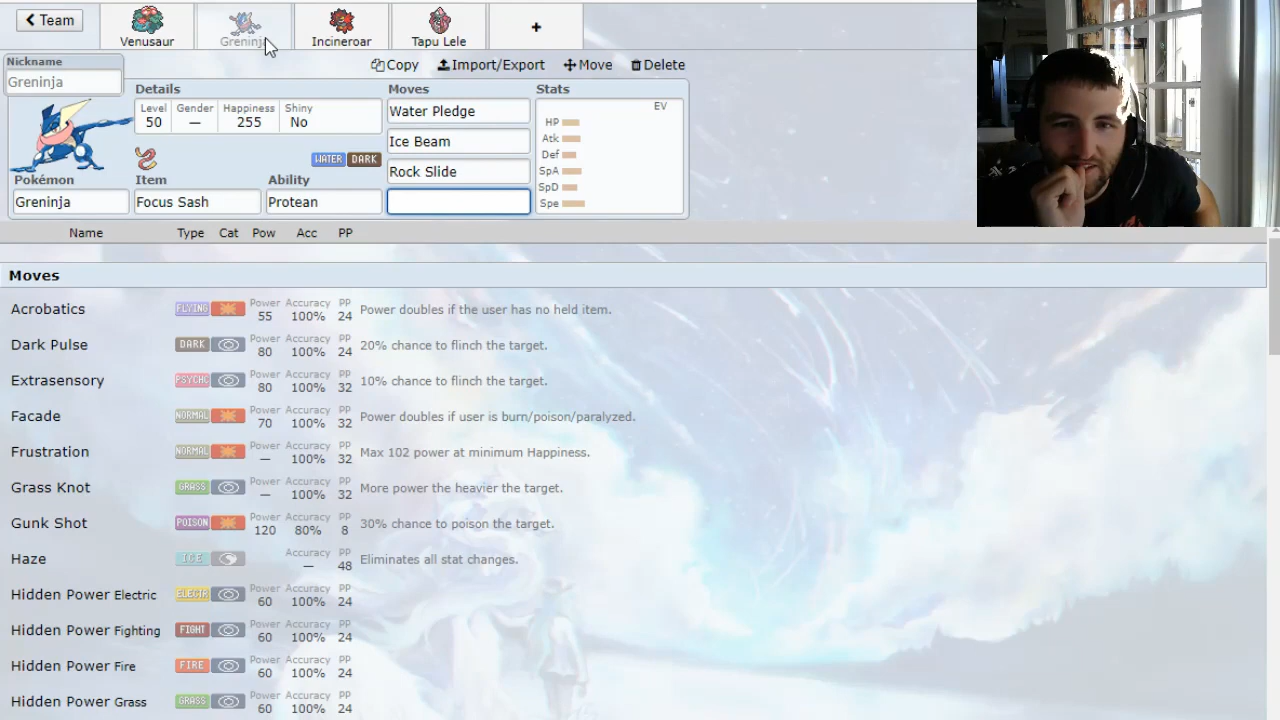 Team
Venusaur
Greninja
Incineroar
Tapu Lele
+
Nickname
Greninja
Copy
Import/Export
Move
Delete
Details
Moves
Stats
Level Gender Happiness Shiny
50 — 255 No
Water Pledge
EV
HP
Atk
Def
SpA
SpD
Spe
Ice Beam
WATER DARK
Rock Slide
Pokémon Item Ability
Greninja Focus Sash Protean
Name Type Cat Pow Acc PP
Moves
Acrobatics FLYING Power 55 Accuracy 100% PP 24 Power doubles if the user has no held item.
Dark Pulse DARK Power 80 Accuracy 100% PP 24 20% chance to flinch the target.
Extrasensory PSYCHC Power 80 Accuracy 100% PP 32 10% chance to flinch the target.
Facade NORMAL Power 70 Accuracy 100% PP 32 Power doubles if user is burn/poison/paralyzed.
Frustration NORMAL Power — Accuracy 100% PP 32 Max 102 power at minimum Happiness.
Grass Knot GRASS Power — Accuracy 100% PP 32 More power the heavier the target.
Gunk Shot POISON Power 120 Accuracy 80% PP 8 30% chance to poison the target.
Haze ICE Accuracy — PP 48 Eliminates all stat changes.
Hidden Power Electric ELECTR Power 60 Accuracy 100% PP 24
Hidden Power Fighting FIGHT Power 60 Accuracy 100% PP 24
Hidden Power Fire FIRE Power 60 Accuracy 100% PP 24
Hidden Power Grass GRASS Power 60 Accuracy 100% PP 24